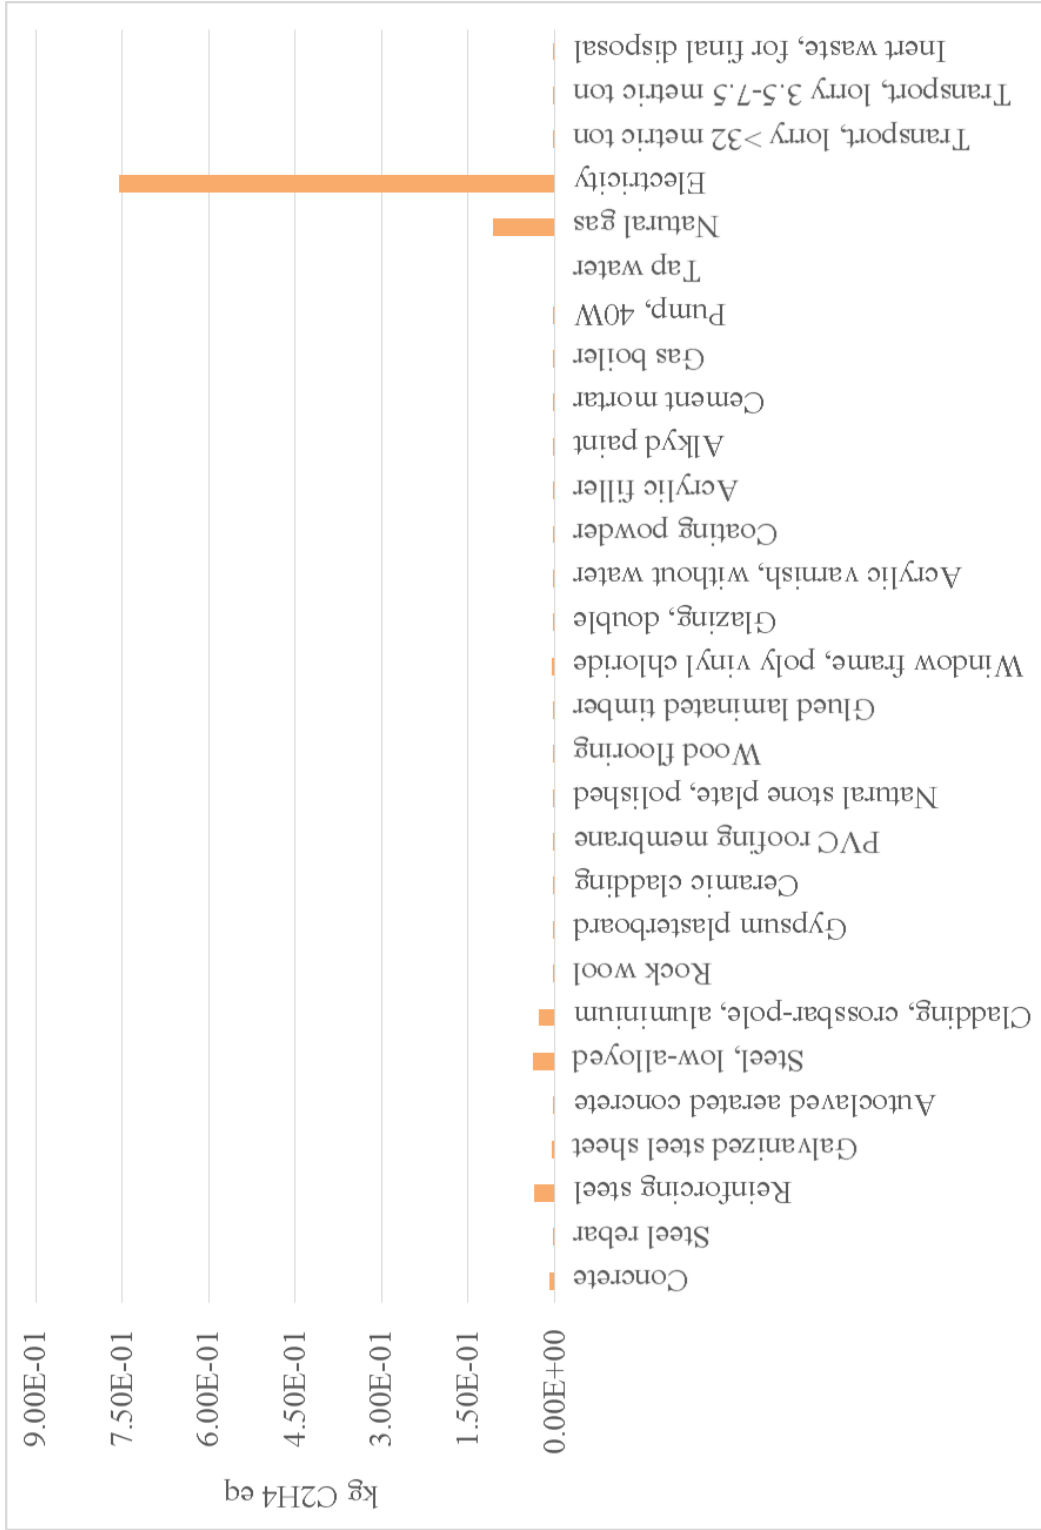 kg C2H4 eq
9.00E-01
7.50E-01
6.00E-01
4.50E-01
3.00E-01
1.50E-01
0.00E+00
Concrete
Steel rebar
Reinforcing steel
Galvanized steel sheet
Autoclaved aerated concrete
Steel, low-alloyed
Cladding, crossbar-pole, aluminium
Rock wool
Gypsum plasterboard
Ceramic cladding
PVC roofing membrane
Natural stone plate, polished
Wood flooring
Glued laminated timber
Window frame, poly vinyl chloride
Glazing, double
Acrylic varnish, without water
Coating powder
Acrylic filler
Alkyd paint
Cement mortar
Gas boiler
Pump, 40W
Tap water
Natural gas
Electricity
Transport, lorry >32 metric ton
Transport, lorry 3.5-7.5 metric ton
Inert waste, for final disposal